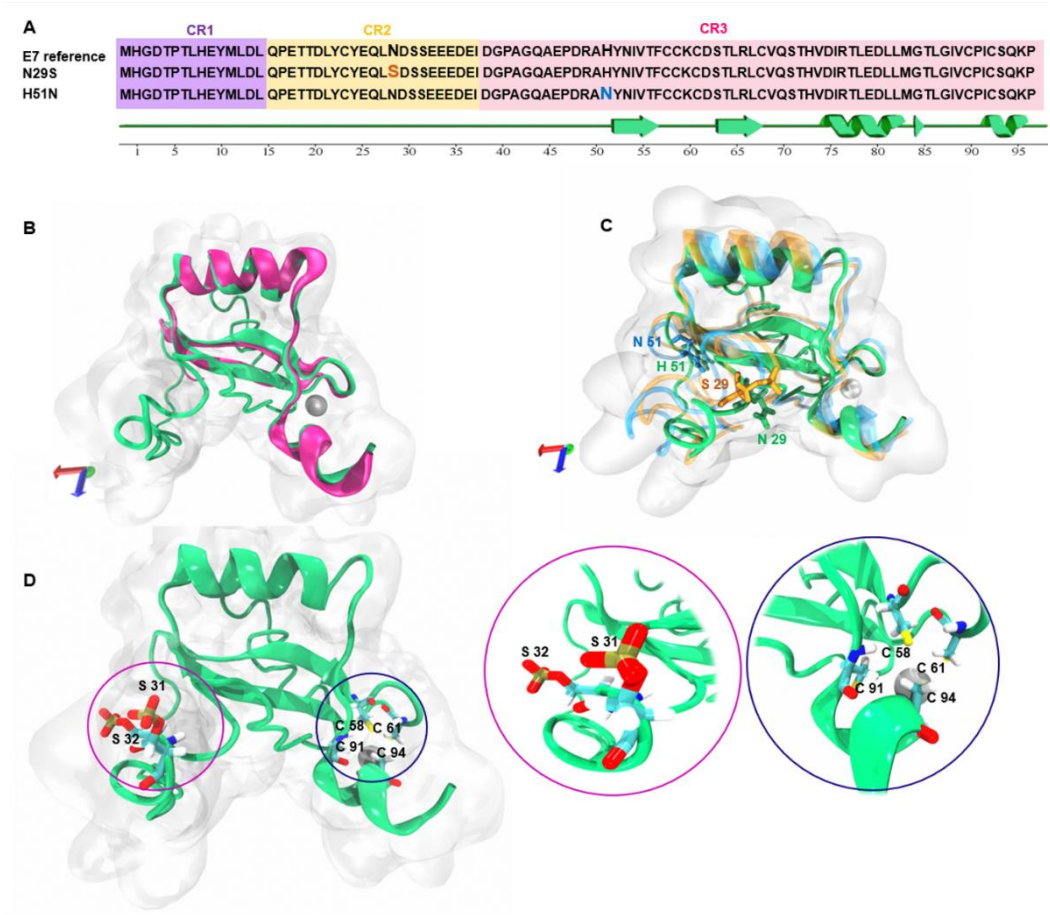 A
CR1 CR2 CR3
E7 reference MHGDTPTLHEYMLDL QPETTDLYCYEQLNDSSEEEDEI DGPAGQAEPDRAHYNIVTFCCKCDSTLRLCVQSTHVDIRTLEDLLMGTLGIVCPICSQKP
N29S MHGDTPTLHEYMLDL QPETTDLYCYEQLSDSSEEEDEI DGPAGQAEPDRAHYNIVTFCCKCDSTLRLCVQSTHVDIRTLEDLLMGTLGIVCPICSQKP
H51N MHGDTPTLHEYMLDL QPETTDLYCYEQLNDSSEEEDEI DGPAGQAEPDRANYNIVTFCCKCDSTLRLCVQSTHVDIRTLEDLLMGTLGIVCPICSQKP
1 5 10 15 20 25 30 35 40 45 50 55 60 65 70 75 80 85 90 95
B
C
N 51
H 51
S 29
N 29
D
S 31
S 32
C 58 C 61
C 91 C 94
S 31
S 32
C 58
C 61
C 91
C 94